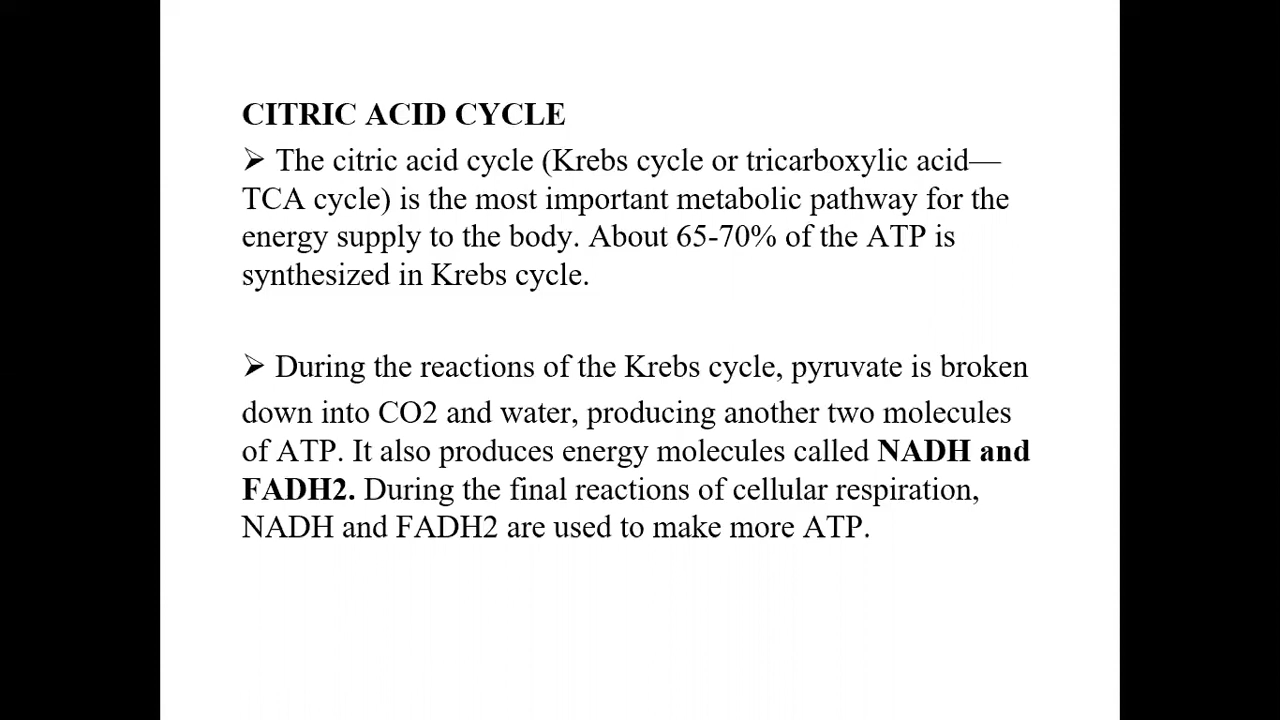 CITRIC ACID CYCLE
➢ The citric acid cycle (Krebs cycle or tricarboxylic acid—
TCA cycle) is the most important metabolic pathway for the
energy supply to the body. About 65-70% of the ATP is
synthesized in Krebs cycle.
➢ During the reactions of the Krebs cycle, pyruvate is broken
down into CO2 and water, producing another two molecules
of ATP. It also produces energy molecules called NADH and
FADH2. During the final reactions of cellular respiration,
NADH and FADH2 are used to make more ATP.